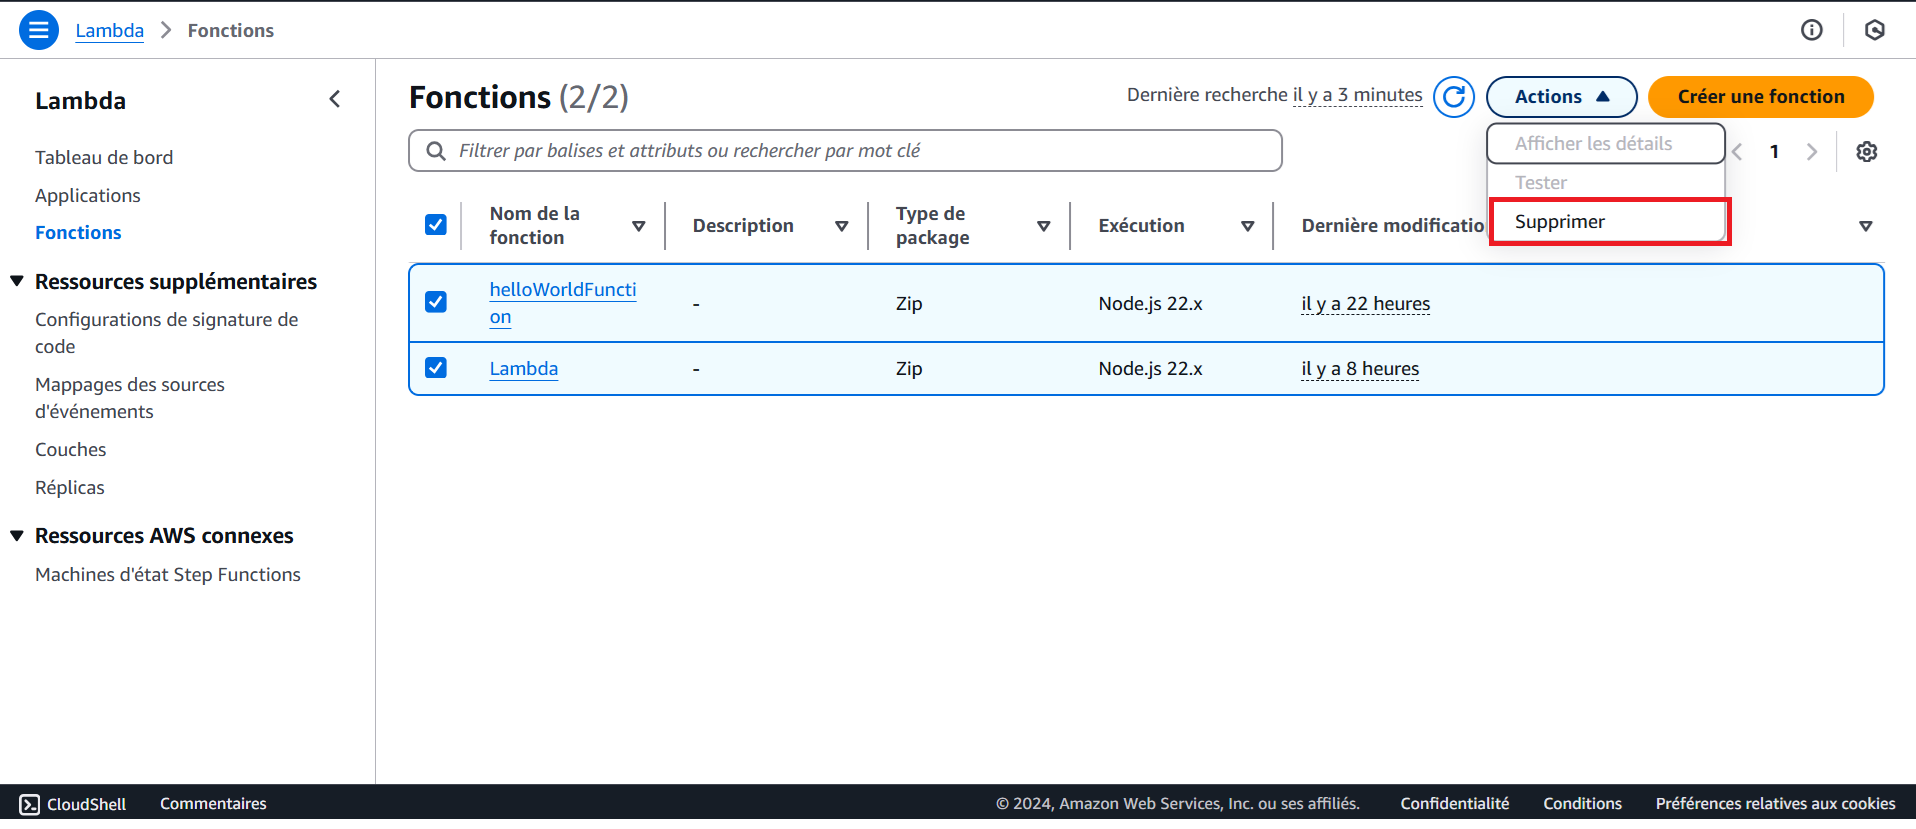 Lambda > Fonctions
Lambda
Tableau de bord
Applications
Fonctions
Ressources supplémentaires
Configurations de signature de
code
Mappages des sources
d'événements
Couches
Réplicas
Ressources AWS connexes
Machines d'état Step Functions
Fonctions (2/2)
Dernière recherche il y a 3 minutes
Actions
Créer une fonction
Filtrer par balises et attributs ou rechercher par mot clé
Afficher les détails
Tester
Supprimer
1
Nom de la
fonction
Description
Type de
package
Exécution
Dernière modificatio
helloWorldFuncti
on
-
Zip
Node.js 22.x
il y a 22 heures
Lambda
-
Zip
Node.js 22.x
il y a 8 heures
CloudShell
Commentaires
© 2024, Amazon Web Services, Inc. ou ses affiliés.
Confidentialité
Conditions
Préférences relatives aux cookies